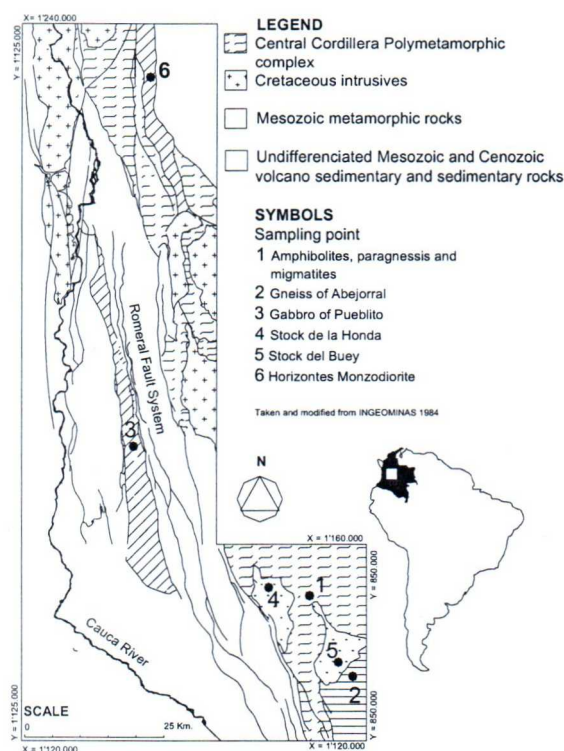 X = 1'240.000
Y = 1'125.000
6
LEGEND
Central Cordillera Polymetamorphic
complex
Cretaceous intrusives
Mesozoic metamorphic rocks
Undifferenciated Mesozoic and Cenozoic
volcano sedimentary and sedimentary rocks
SYMBOLS
Sampling point
1 Amphibolites, paragnessis and
migmatites
2 Gneiss of Abejorral
3 Gabbro of Pueblito
4 Stock de la Honda
5 Stock del Buey
6 Horizontes Monzodiorite
Taken and modified from INGEOMINAS 1984
Romeral Fault System
3
N
X = 1'160.000
Y = 850.000
1
4
5
2
Cauca River
Y = 1'125.000
Y = 850.000
SCALE
0 25 Km.
X = 1'120.000
X = 1'120.000